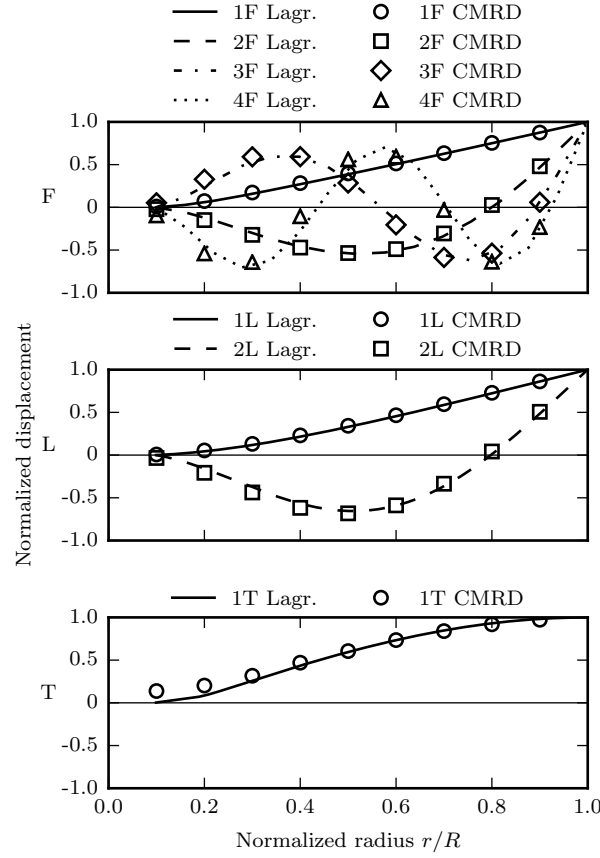 1F Lagr. 1F CMRD
2F Lagr. 2F CMRD
3F Lagr. 3F CMRD
4F Lagr. 4F CMRD
1.0
0.5
0
-0.5
-1.0
F
1L Lagr. 1L CMRD
2L Lagr. 2L CMRD
1.0
0.5
0
-0.5
-1.0
L
Normalized displacement
1T Lagr. 1T CMRD
1.0
0.5
0
-0.5
-1.0
T
0.0 0.2 0.4 0.6 0.8 1.0
Normalized radius r/R